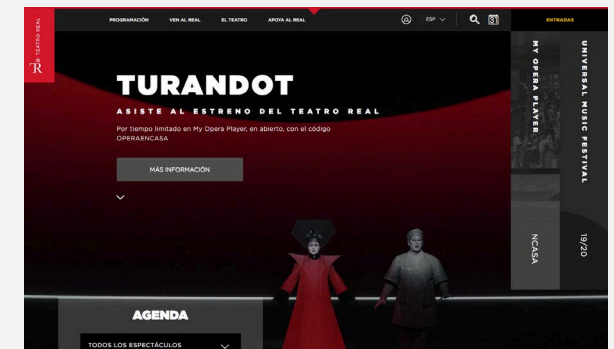 TEATRO REAL
R
PROGRAMACIÓN
VEN AL REAL
EL TEATRO
APOYA AL REAL
ESP
31
ENTRADAS
TURANDOT
ASISTE AL ESTRENO DEL TEATRO REAL
Por tiempo limitado en My Opera Player, en abierto, con el código
OPERAENCASA
MÁS INFORMACIÓN
MY OPERA PLAYER
NCASA
UNIVERSAL MUSIC FESTIVAL
19/20
AGENDA
TODOS LOS ESPECTÁCULOS